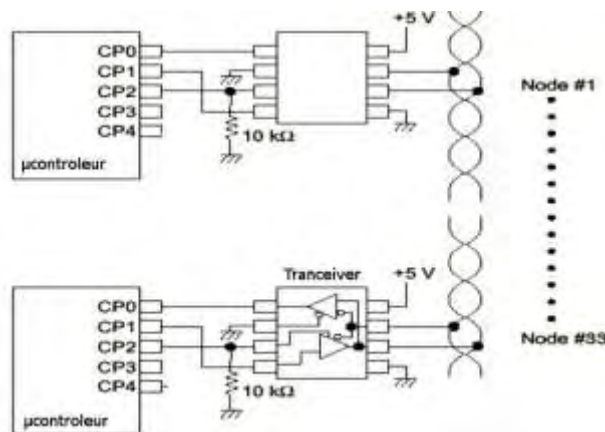 +5 V
CP0
CP1
CP2
CP3
CP4
10 kΩ
µcontroleur
Node #1
Tranceiver
+5 V
CP0
CP1
CP2
CP3
CP4
10 kΩ
µcontroleur
Node #33